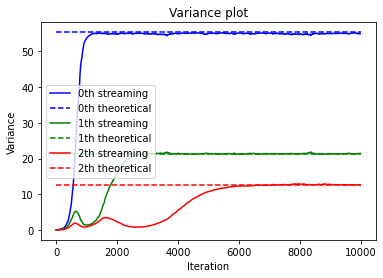 Variance plot
Variance
50
40
30
20
10
0
0th streaming
0th theoretical
1th streaming
1th theoretical
2th streaming
2th theoretical
0 2000 4000 6000 8000 10000
Iteration